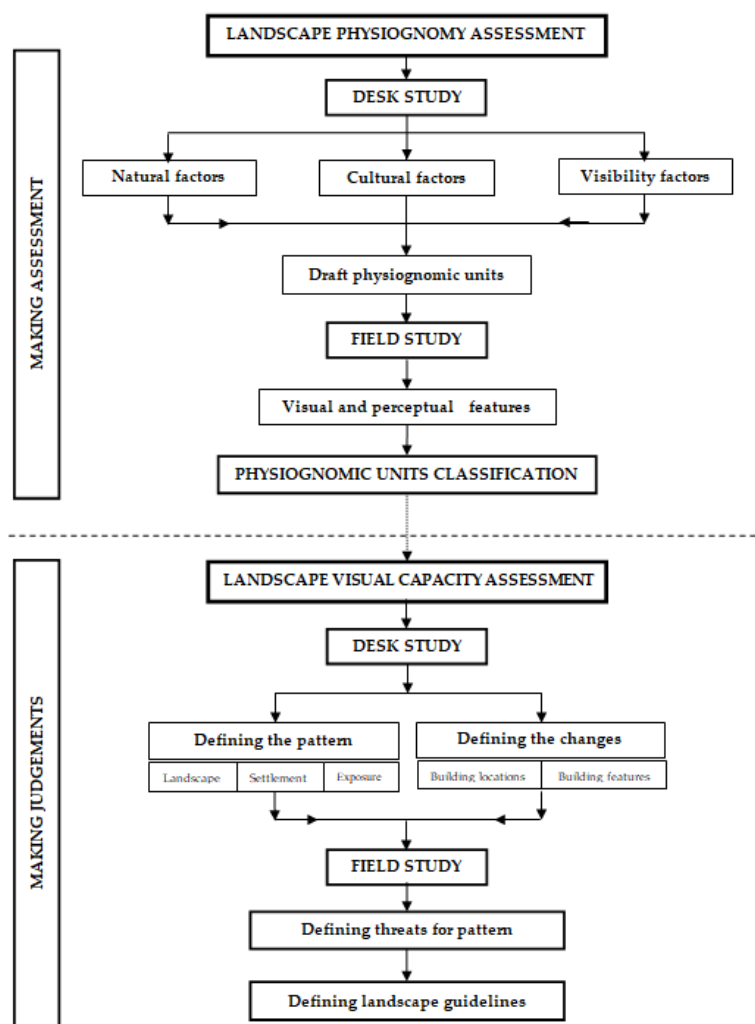 LANDSCAPE PHYSIOGNOMY ASSESSMENT
MAKING ASSESSMENT
DESK STUDY
Natural factors
Cultural factors
Visibility factors
Draft physiognomic units
FIELD STUDY
Visual and perceptual features
PHYSIOGNOMIC UNITS CLASSIFICATION
LANDSCAPE VISUAL CAPACITY ASSESSMENT
MAKING JUDGEMENTS
DESK STUDY
Defining the pattern
Defining the changes
Landscape
Settlement
Exposure
Building locations
Building features
FIELD STUDY
Defining threats for pattern
Defining landscape guidelines